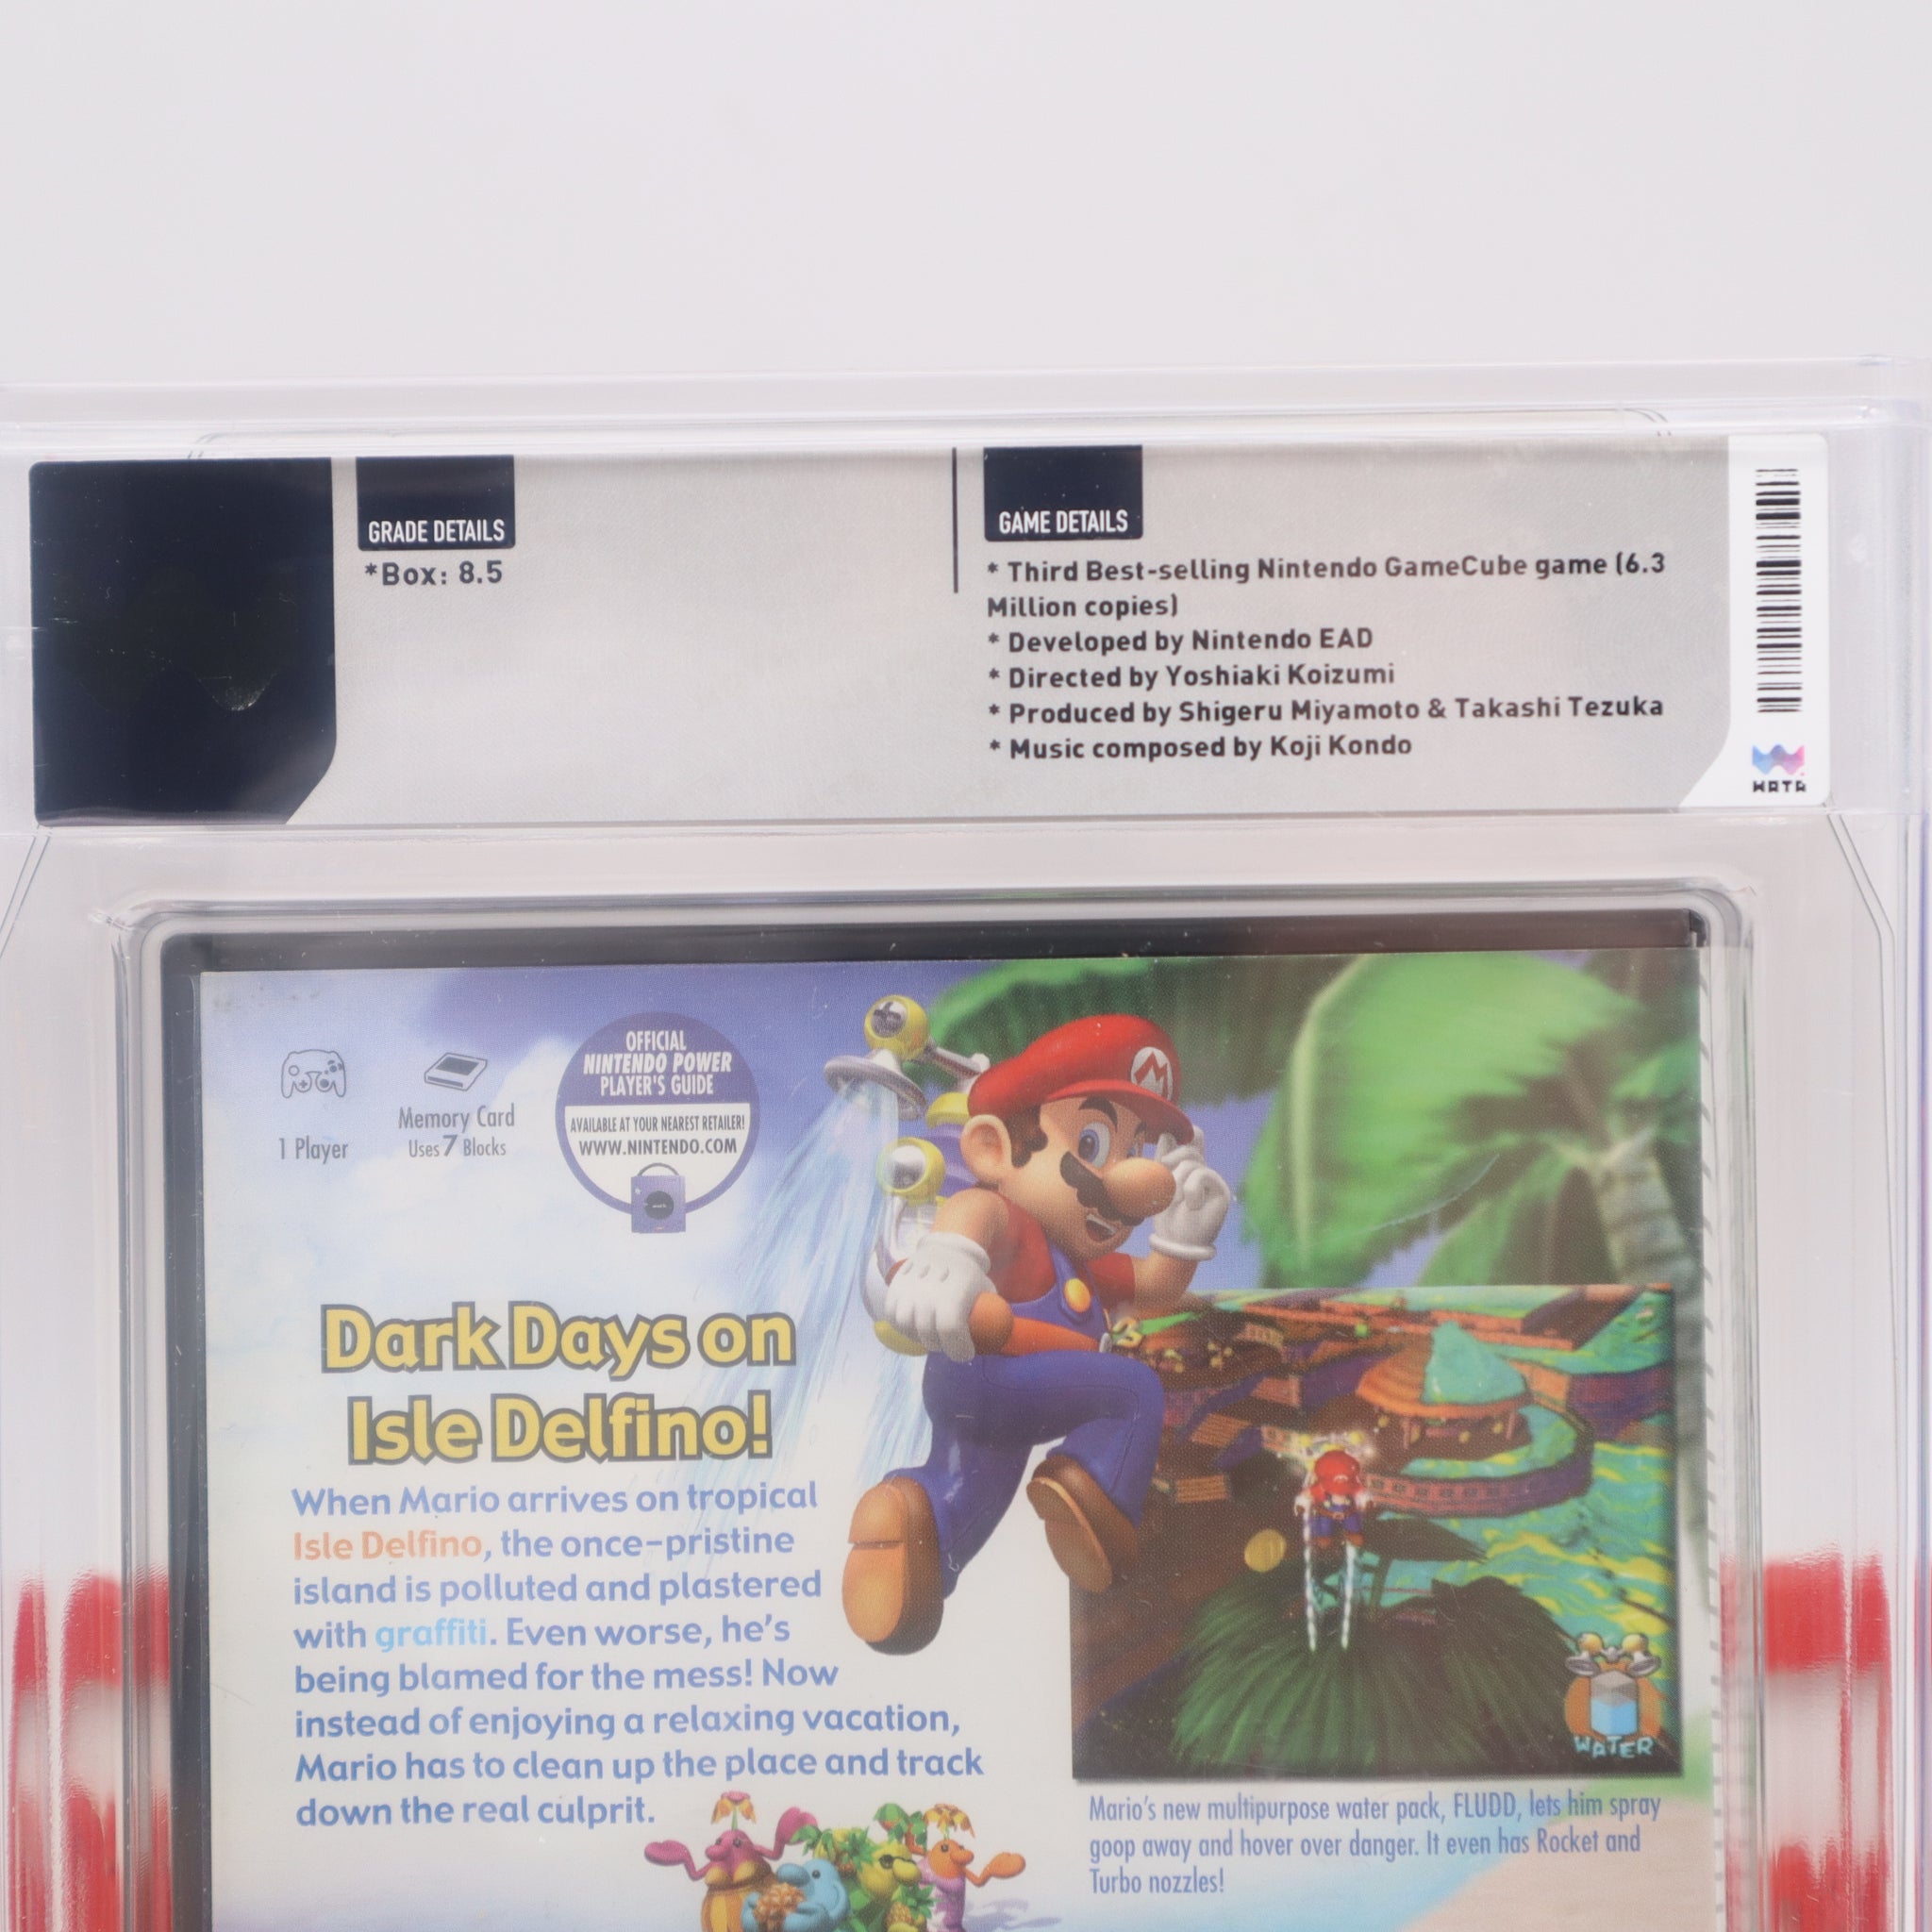 GRADE DETAILS
*Box: 8.5
GAME DETAILS
* Third Best-selling Nintendo GameCube game (6.3
Million copies)
* Developed by Nintendo EAD
* Directed by Yoshiaki Koizumi
* Produced by Shigeru Miyamoto & Takashi Tezuka
* Music composed by Koji Kondo
WATA
1 Player
Memory Card
Uses 7 Blocks
OFFICIAL
NINTENDO POWER
PLAYER'S GUIDE
AVAILABLE AT YOUR NEAREST RETAILER!
WWW.NINTENDO.COM
M
Dark Days on
Isle Delfino!
When Mario arrives on tropical
Isle Delfino, the once-pristine
island is polluted and plastered
with graffiti. Even worse, he's
being blamed for the mess! Now
instead of enjoying a relaxing vacation,
Mario has to clean up the place and track
down the real culprit.
WATER
Mario's new multipurpose water pack, FLUDD, lets him spray
goop away and hover over danger. It even has Rocket and
Turbo nozzles!